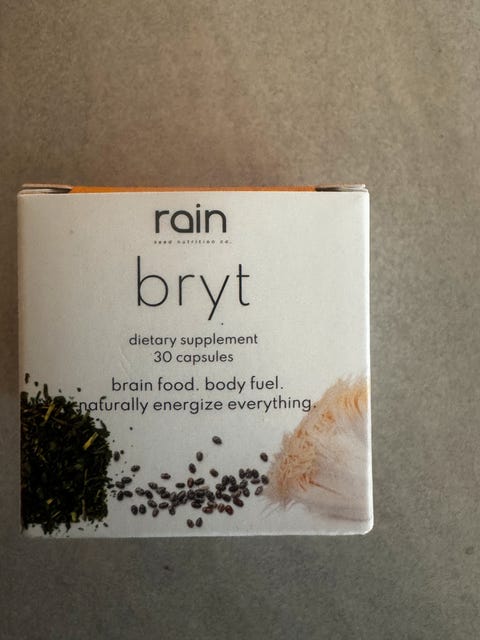 rain
seed nutrition co.
bryt
dietary supplement
30 capsules
brain food. body fuel.
naturally energize everything.